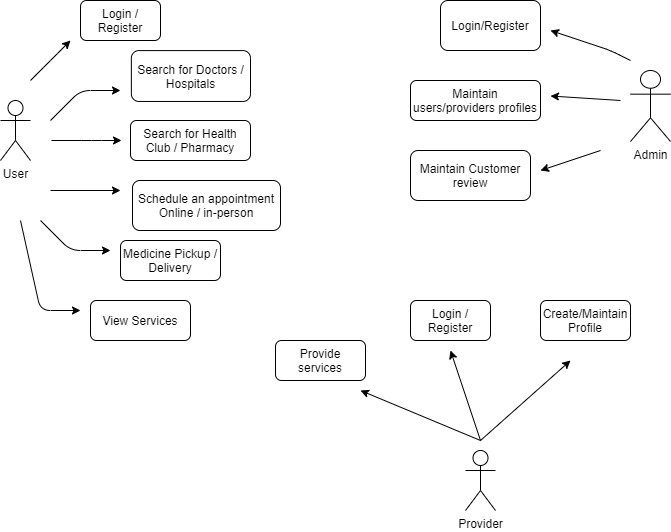 Login /
Register
Search for Doctors /
Hospitals
Search for Health
Club / Pharmacy
User
Schedule an appointment
Online / in-person
Medicine Pickup /
Delivery
View Services
Login/Register
Maintain
users/providers profiles
Admin
Maintain Customer
review
Login /
Register
Create/Maintain
Profile
Provide
services
Provider